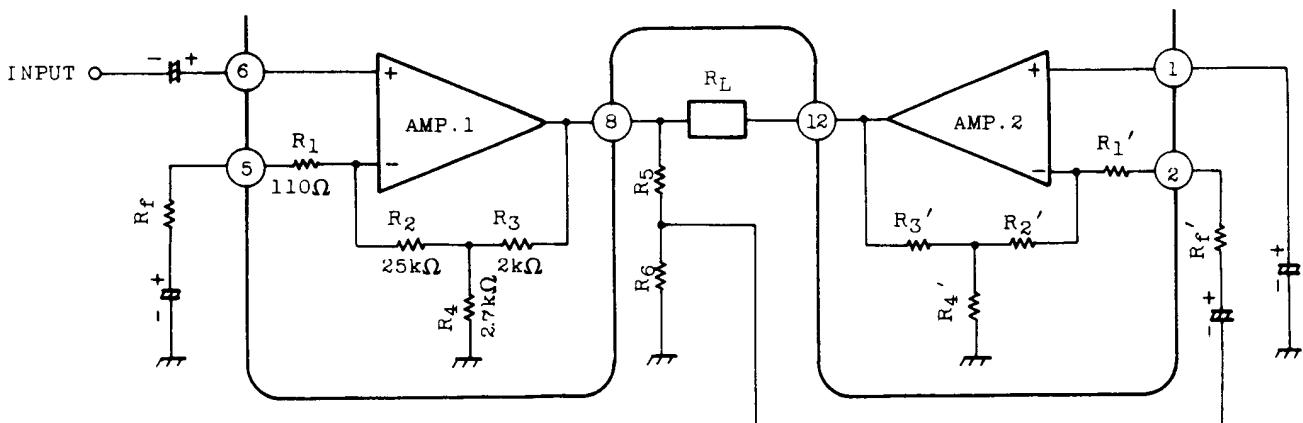 INPUT
6
5
R1
110Ω
Rf
+
-
- +
+
-
AMP.1
R2
25kΩ
R3
2kΩ
R4
2.7kΩ
8
RL
R5
R6
12
+
-
AMP.2
1
R1'
2
R3'
R2'
R4'
Rf'
+
-
+
-